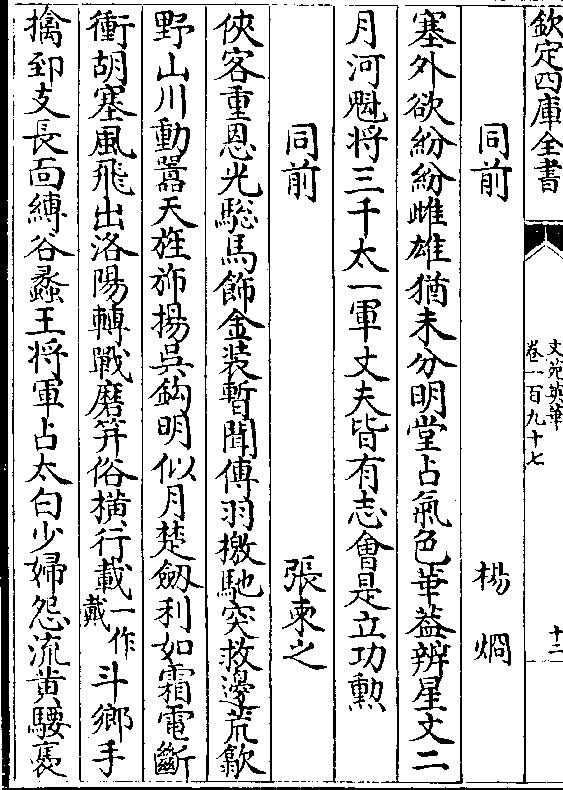 欽定四庫全書
文苑英華
卷一百九十七
十二
同前 楊烱
塞外欲紛紛雌雄猶未分明堂占氣色華葢辨星文二
月河魁将三千太一軍丈夫皆有志會是立功勲
同前 張柬之
俠客重恩光驄馬飾金装暫聞傳羽檄馳突救邊荒歙
野山川動囂天旌斾揚吳鈎明似月楚劒利如霜電斷
衝胡塞風飛出洛陽轉戰磨笄俗横行載一作戴斗鄉手
擒郅支長面縛谷蠡王将軍占太白少婦怨流黄騕褭